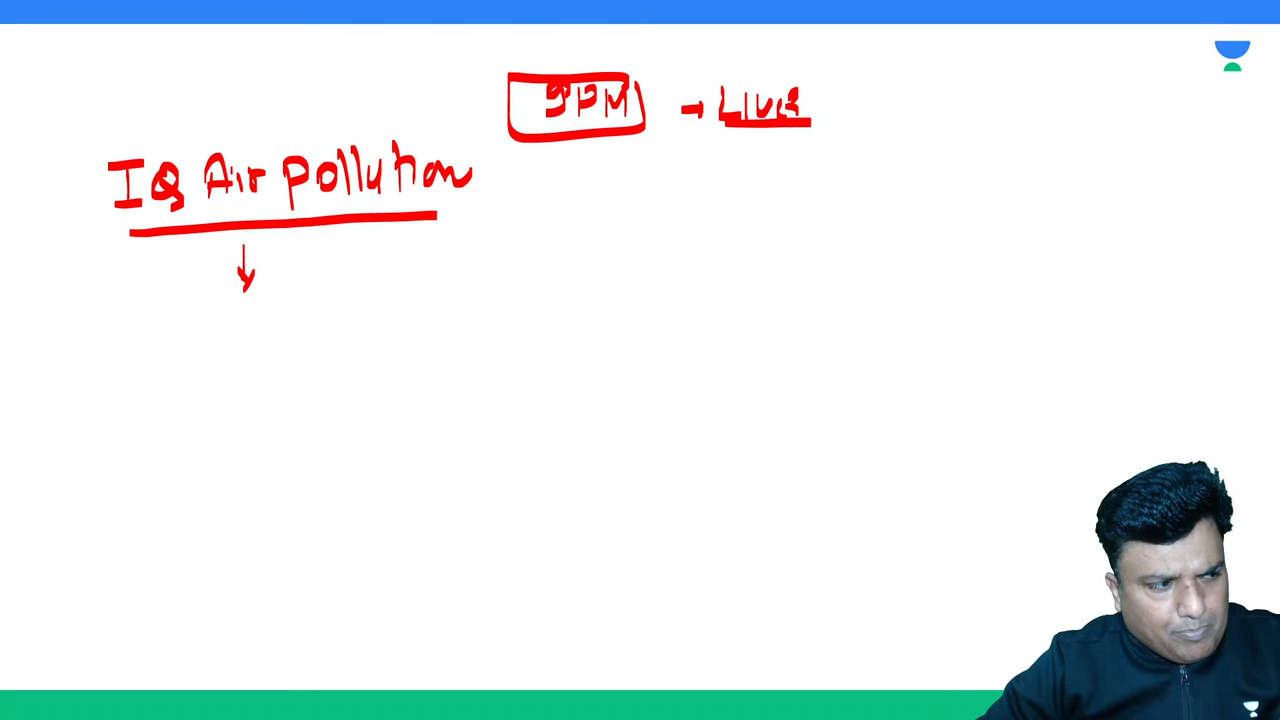 9PM → LIVE
IQ Air pollution
↓